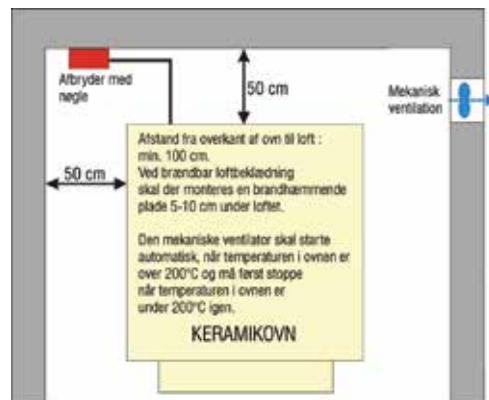 Afbryder med
nøgle
50 cm
Mekanisk
ventilation
50 cm
Afstand fra overkant af ovn til loft :
min. 100 cm.
Ved brændbar loftbeklædning
skal der monteres en brandhæmmende
plade 5-10 cm under loftet.
Den mekaniske ventilator skal starte
automatisk, når temperaturen i ovnen er
over 200°C og må først stoppe
når temperaturen i ovnen er
under 200°C igen.
KERAMIKOVN